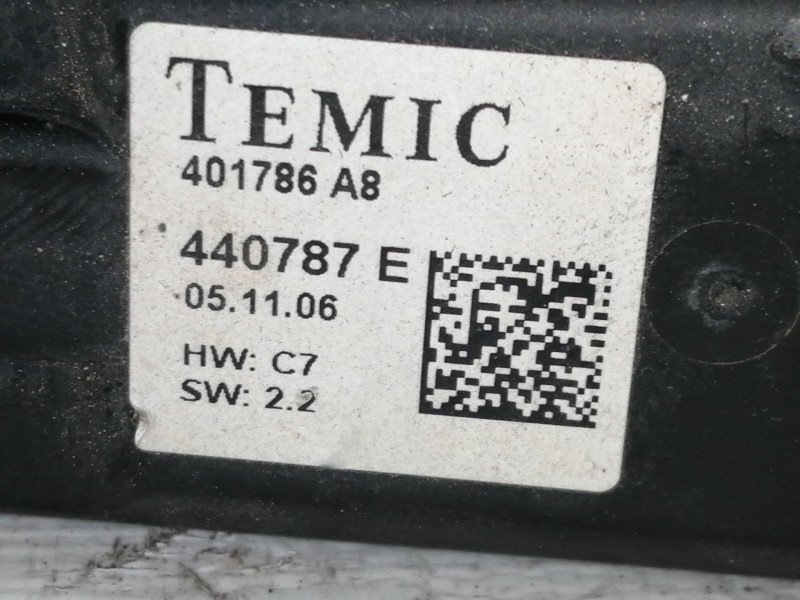 TEMIC
401786 A8
440787 E
05.11.06
HW: C7
SW: 2.2